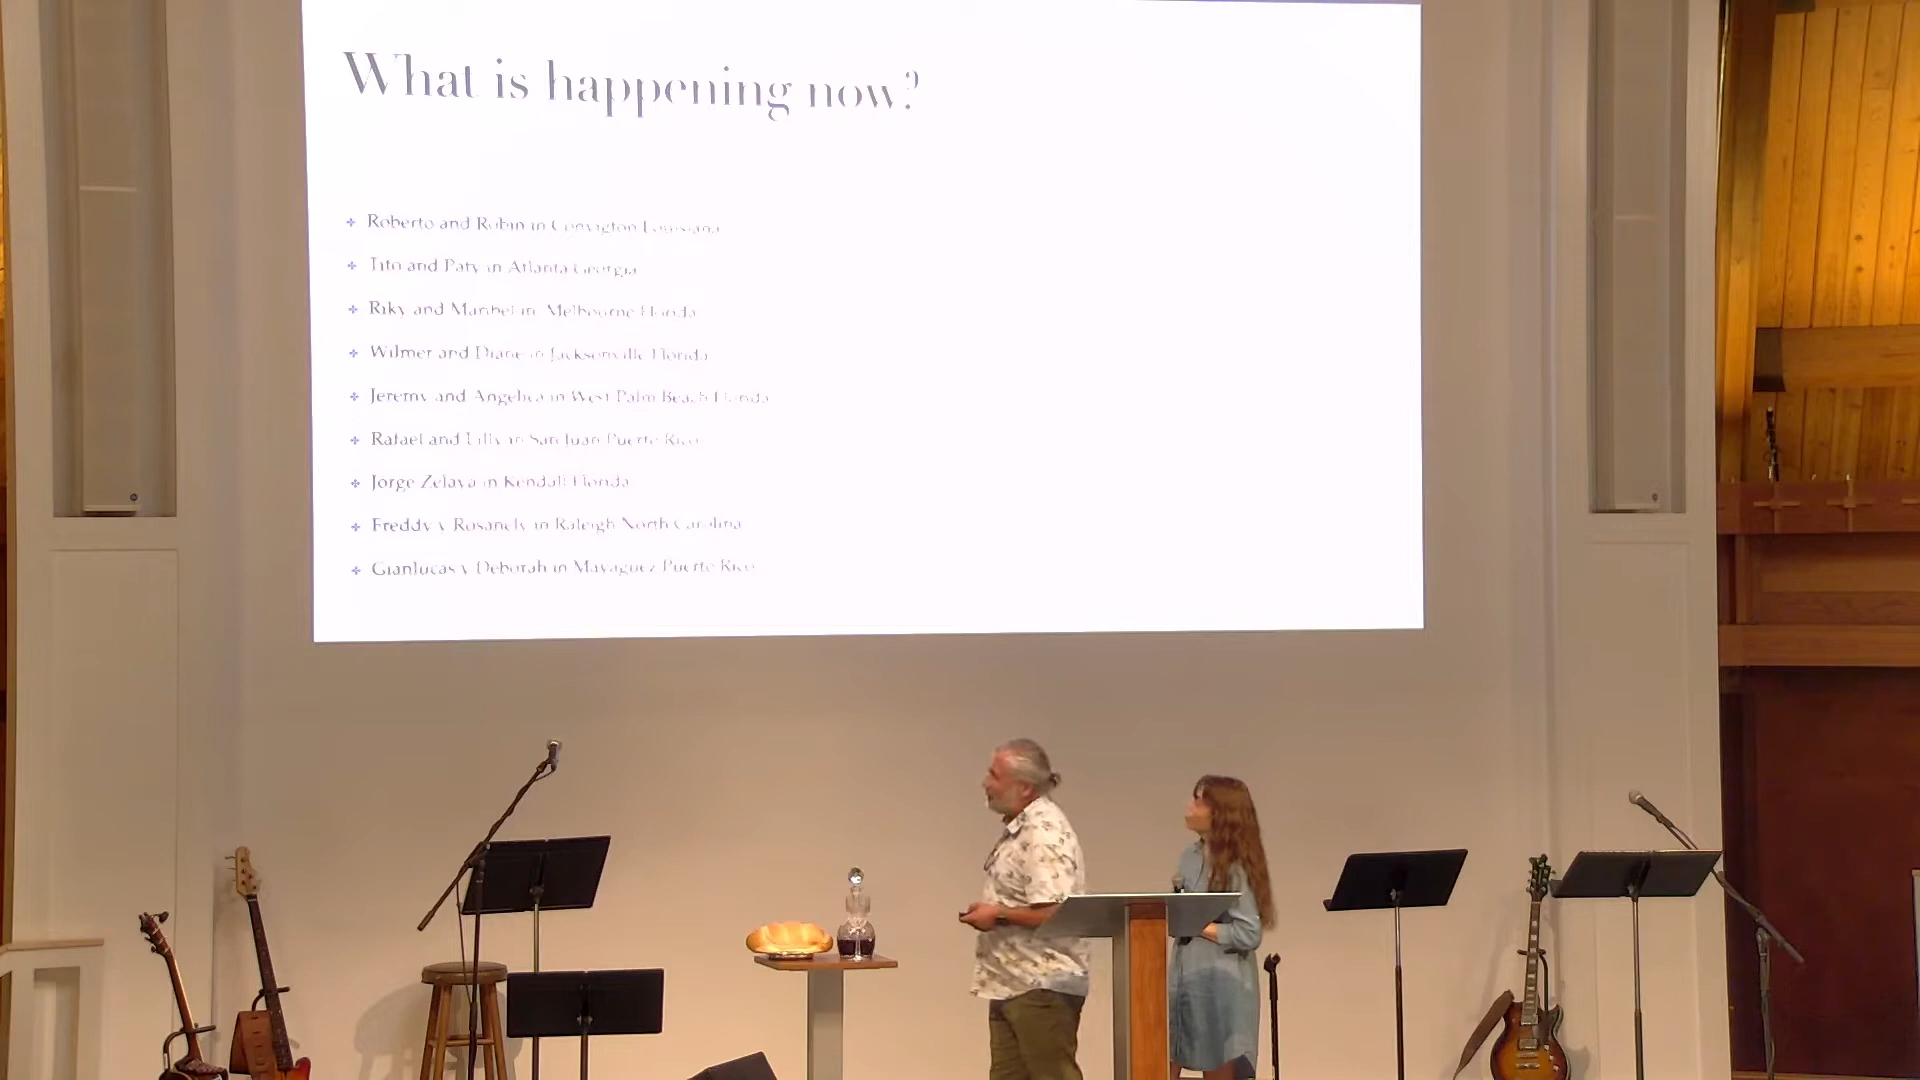 What is happening now?
Roberto and Robin in Convigton Louisiana
Tito and Paty in Atlanta Georgia
Riky and Maribel in Melbourne Florida
Wilmer and Diane in Jacksonville Florida
Jeremy and Angelica in West Palm Beach Florida
Rafael and Lilly in San Juan Puerto Rico
Jorge Zelaya in Kendall Florida
Freddy y Rosanely in Raleigh North Carolina
Gianlucas y Deborah in Mayaguez Puerto Rico